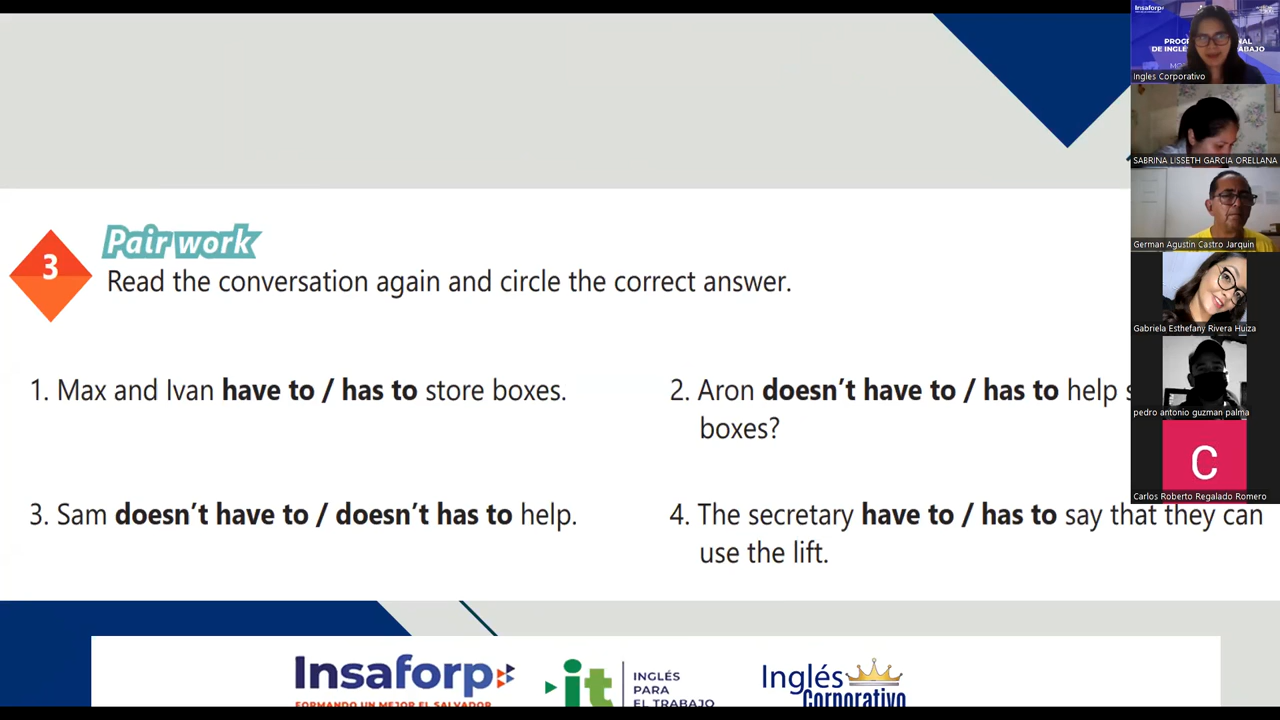 Pair work
3
Read the conversation again and circle the correct answer.
1. Max and Ivan have to / has to store boxes.
2. Aron doesn't have to / has to help
boxes?
3. Sam doesn't have to / doesn't has to help.
4. The secretary have to / has to say that they can
use the lift.
Insaforp
FORMANDO UN MEJOR EL SALVADOR
it
INGLÉS
PARA
EL TRABAJO
Inglés
Corporativo
Insaforp
Ingles Corporativo
SABRINA LISSETH GARCIA ORELLANA
German Agustin Castro Jarquin
Gabriela Esthefany Rivera Huiza
pedro antonio guzman palma
C
Carlos Roberto Regalado Romero